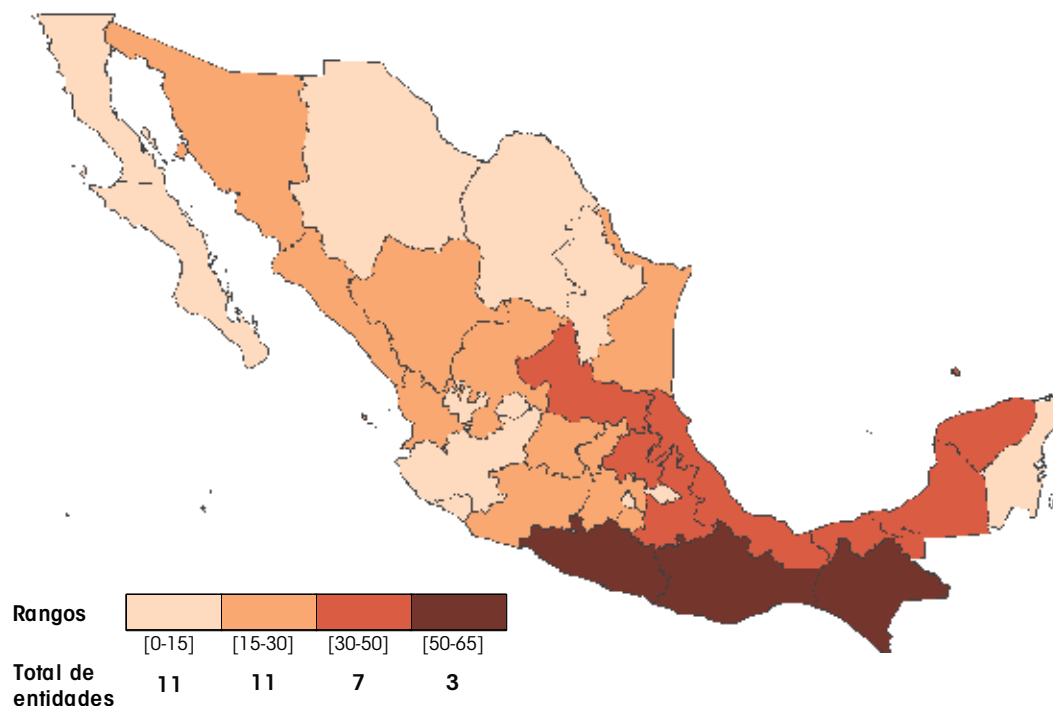 Rangos
[0-15] [15-30] [30-50] [50-65]
Total de
entidades
11 11 7 3